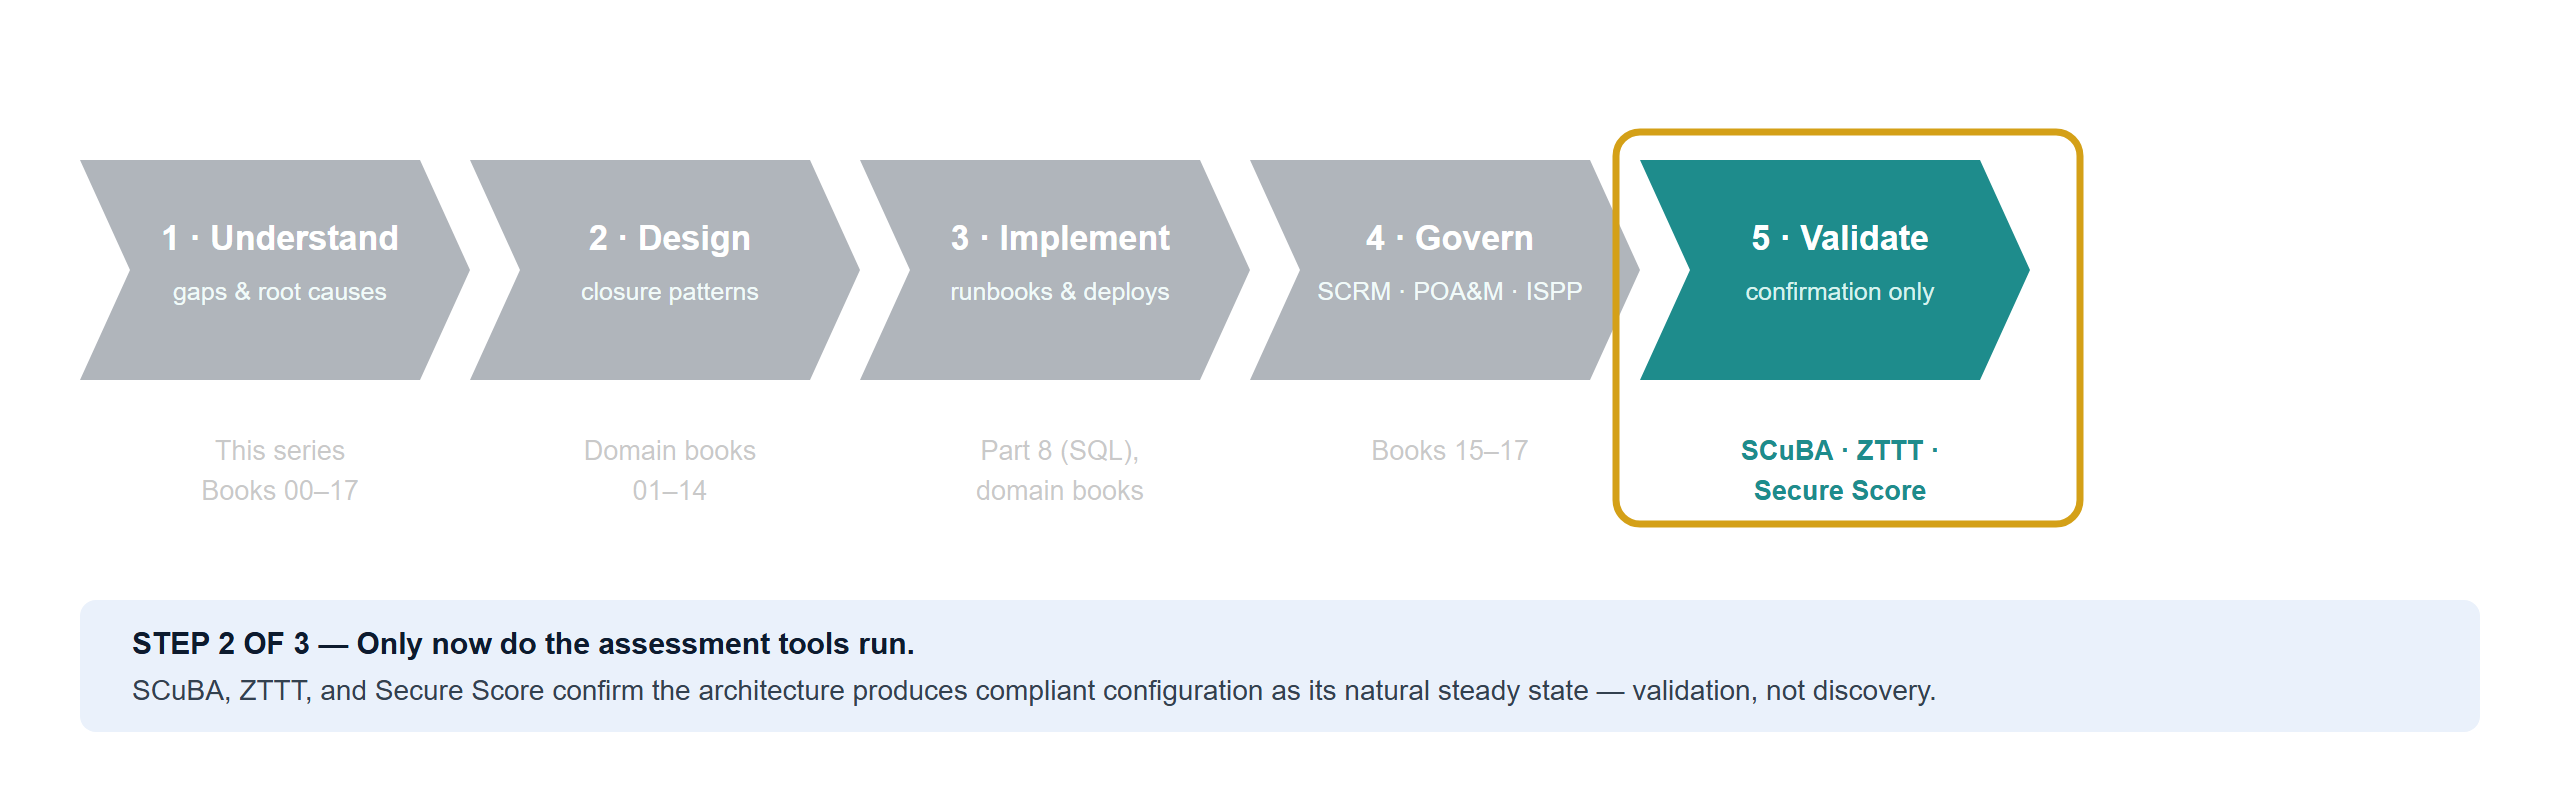 1 · Understand
gaps & root causes
This series
Books 00–17
2 · Design
closure patterns
Domain books
01–14
3 · Implement
runbooks & deploys
Part 8 (SQL),
domain books
4 · Govern
SCRM · POA&M · ISPP
Books 15–17
5 · Validate
confirmation only
SCuBA · ZTTT ·
Secure Score
STEP 2 OF 3 — Only now do the assessment tools run.
SCuBA, ZTTT, and Secure Score confirm the architecture produces compliant configuration as its natural steady state — validation, not discovery.